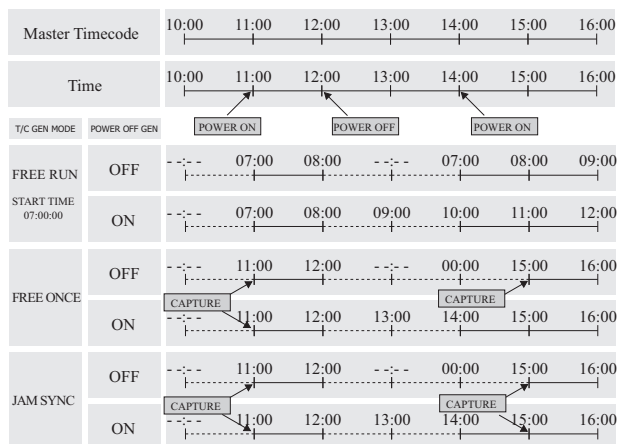 Master Timecode 10:00 11:00 12:00 13:00 14:00 15:00 16:00
Time 10:00 11:00 12:00 13:00 14:00 15:00 16:00
T/C GEN MODE POWER OFF GEN POWER ON POWER OFF POWER ON
FREE RUN
START TIME
07:00:00
OFF - -:- - 07:00 08:00 - -:- - 07:00 08:00 09:00
ON - -:- - 07:00 08:00 09:00 10:00 11:00 12:00
FREE ONCE
OFF - -:- - 11:00 12:00 - -:- - 00:00 15:00 16:00
CAPTURE CAPTURE
ON - -:- - 11:00 12:00 13:00 14:00 15:00 16:00
JAM SYNC
OFF - -:- - 11:00 12:00 - -:- - 00:00 15:00 16:00
CAPTURE CAPTURE
ON - -:- - 11:00 12:00 13:00 14:00 15:00 16:00